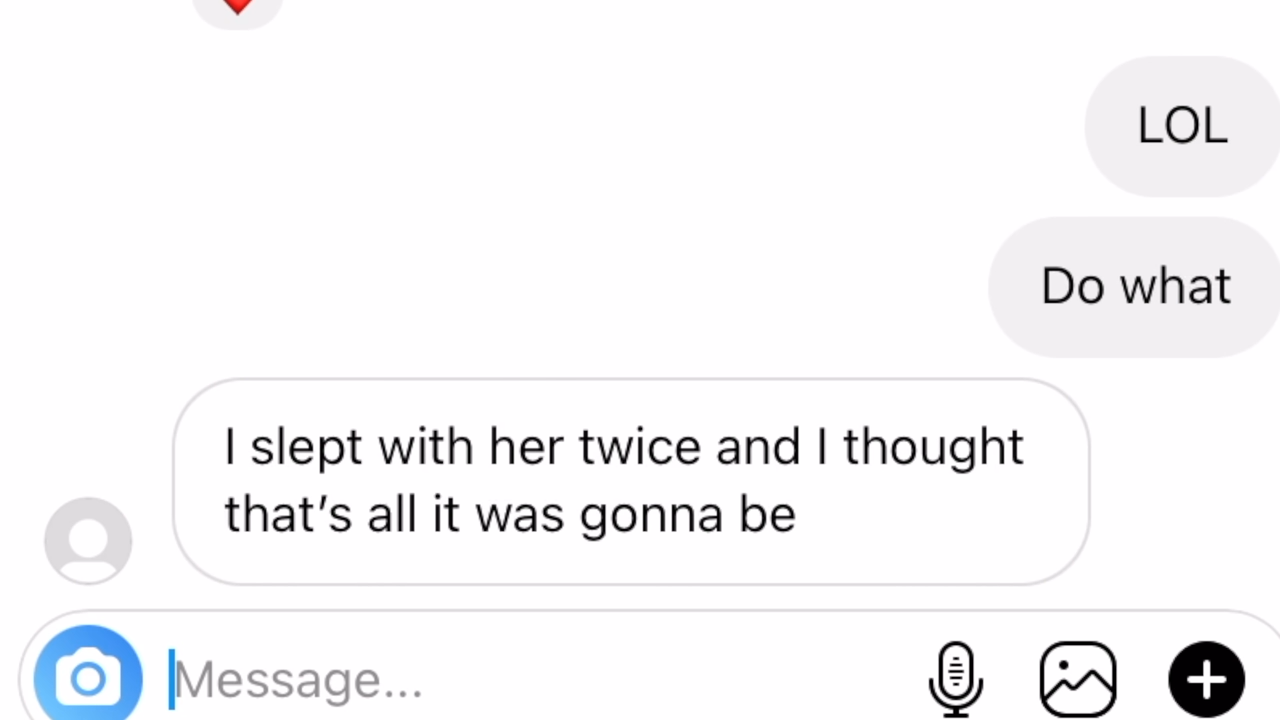 LOL
Do what
I slept with her twice and I thought
that’s all it was gonna be
Message...